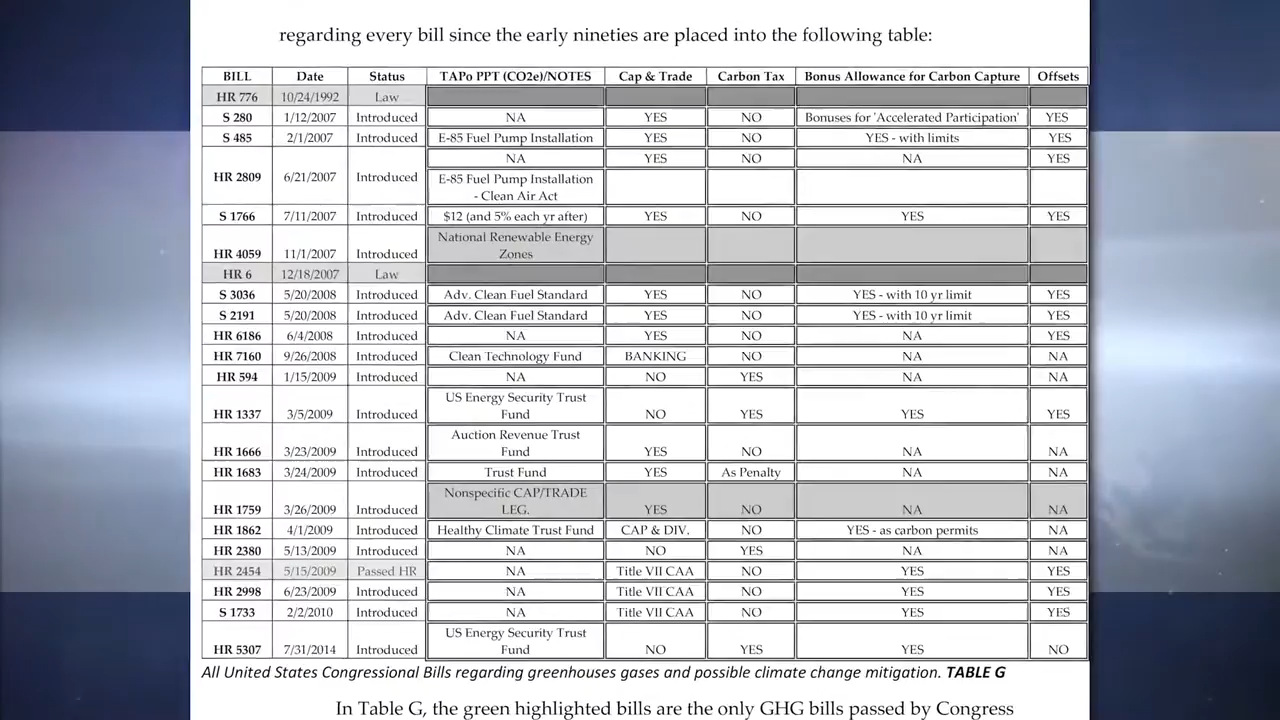 regarding every bill since the early nineties are placed into the following table:
BILL Date Status TAPo PPT (CO2e)/NOTES Cap & Trade Carbon Tax Bonus Allowance for Carbon Capture Offsets
HR 776 10/24/1992 Law
S 280 1/12/2007 Introduced NA YES NO Bonuses for 'Accelerated Participation' YES
S 485 2/1/2007 Introduced E-85 Fuel Pump Installation YES NO YES - with limits YES
NA YES NO NA YES
HR 2809 6/21/2007 Introduced E-85 Fuel Pump Installation
- Clean Air Act
S 1766 7/11/2007 Introduced $12 (and 5% each yr after) YES NO YES YES
National Renewable Energy
HR 4059 11/1/2007 Introduced Zones
HR 6 12/18/2007 Law
S 3036 5/20/2008 Introduced Adv. Clean Fuel Standard YES NO YES - with 10 yr limit YES
S 2191 5/20/2008 Introduced Adv. Clean Fuel Standard YES NO YES - with 10 yr limit YES
HR 6186 6/4/2008 Introduced NA YES NO NA YES
HR 7160 9/26/2008 Introduced Clean Technology Fund BANKING NO NA NA
HR 594 1/15/2009 Introduced NA NO YES NA NA
US Energy Security Trust
HR 1337 3/5/2009 Introduced Fund NO YES YES YES
Auction Revenue Trust
HR 1666 3/23/2009 Introduced Fund YES NO NA NA
HR 1683 3/24/2009 Introduced Trust Fund YES As Penalty NA NA
Nonspecific CAP/TRADE
HR 1759 3/26/2009 Introduced LEG. YES NO NA NA
HR 1862 4/1/2009 Introduced Healthy Climate Trust Fund CAP & DIV. NO YES - as carbon permits NA
HR 2380 5/13/2009 Introduced NA NO YES NA NA
HR 2454 5/15/2009 Passed HR NA Title VII CAA NO YES YES
HR 2998 6/23/2009 Introduced NA Title VII CAA NO YES YES
S 1733 2/2/2010 Introduced NA Title VII CAA NO YES YES
US Energy Security Trust
HR 5307 7/31/2014 Introduced Fund NO YES YES NO
All United States Congressional Bills regarding greenhouses gases and possible climate change mitigation. TABLE G
In Table G, the green highlighted bills are the only GHG bills passed by Congress